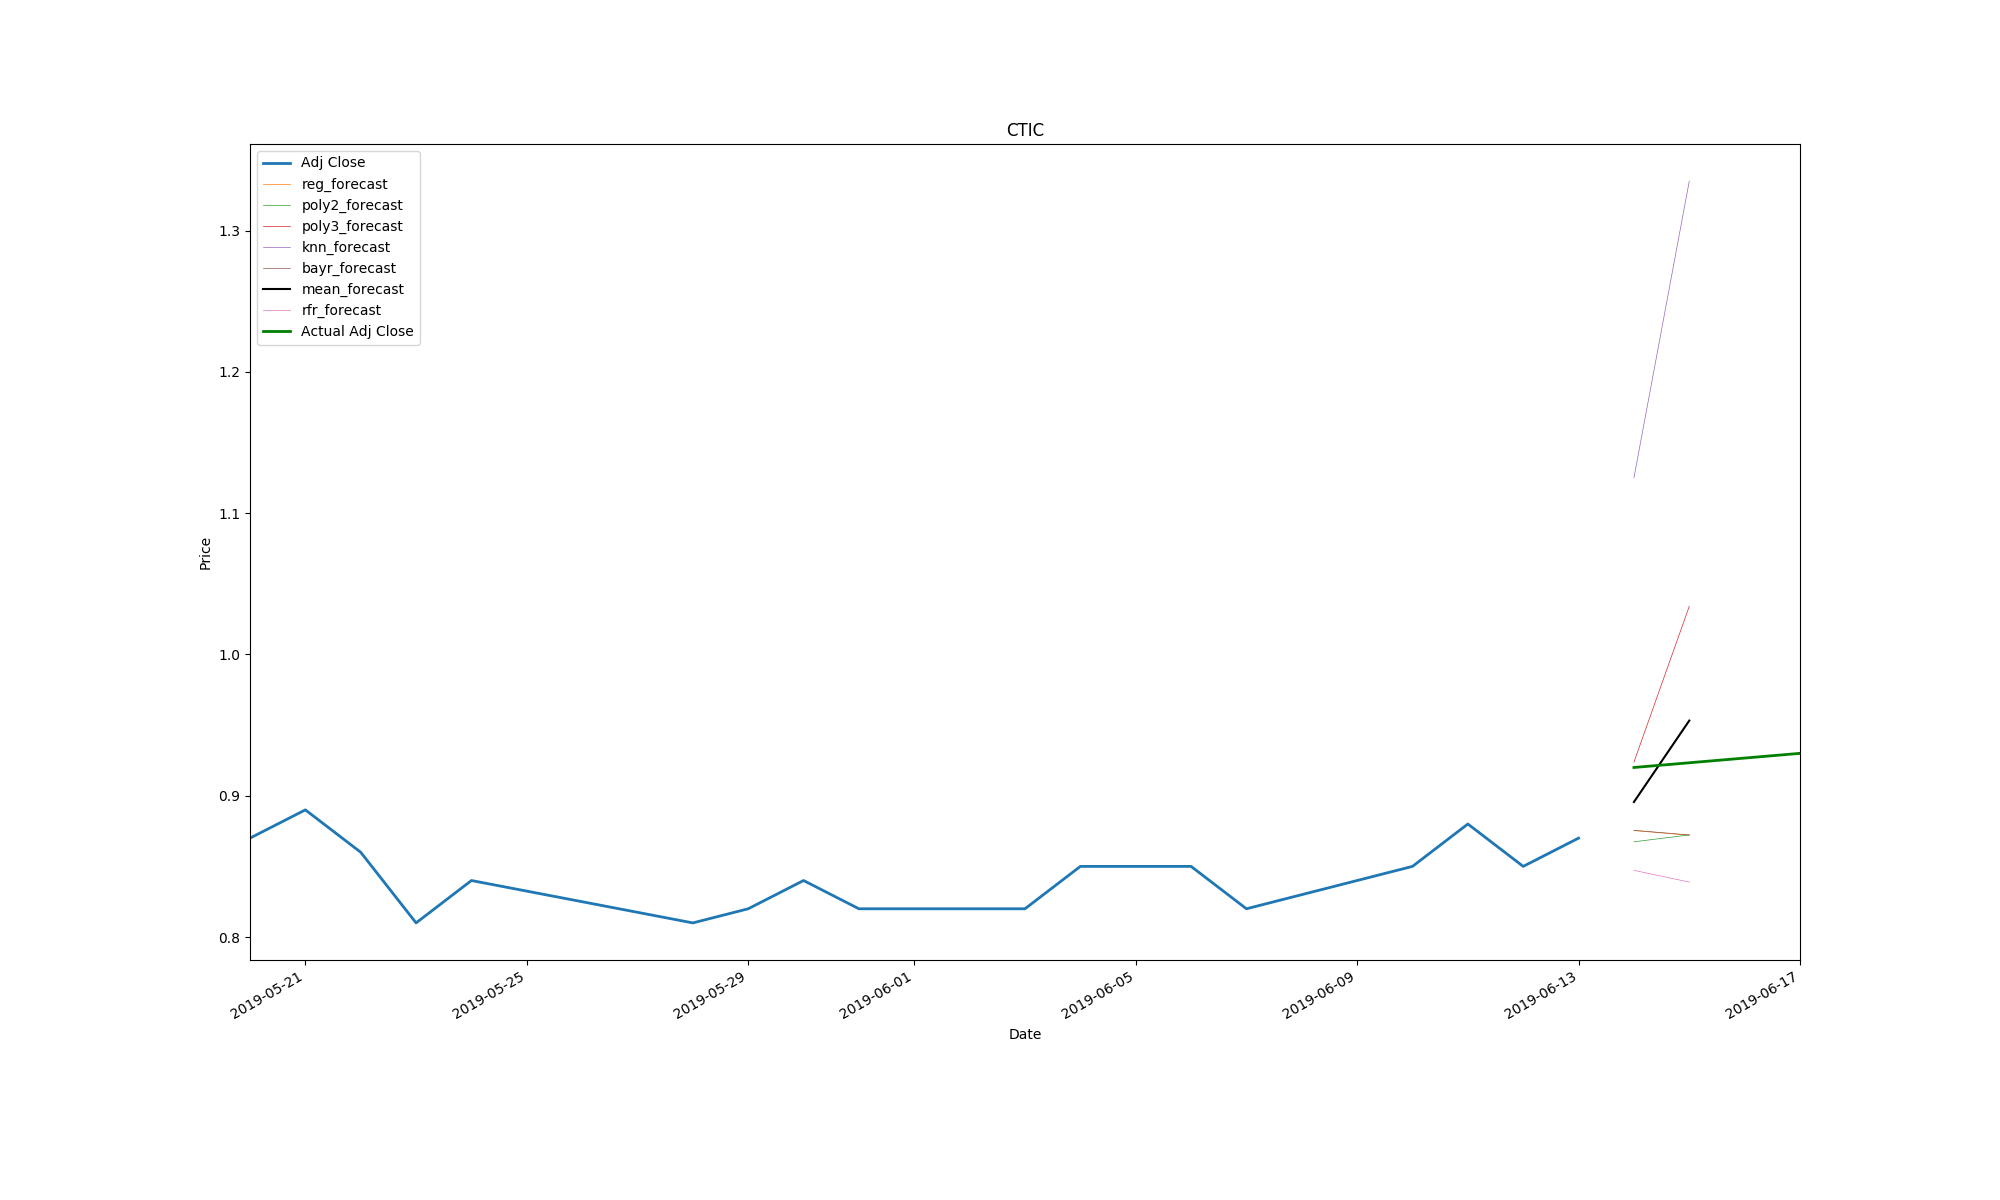 CTIC
Adj Close
reg_forecast
poly2_forecast
poly3_forecast
knn_forecast
bayr_forecast
mean_forecast
rfr_forecast
Actual Adj Close
1.3
1.2
1.1
1.0
0.9
0.8
Price
2019-05-21
2019-05-25
2019-05-29
2019-06-01
2019-06-05
2019-06-09
2019-06-13
2019-06-17
Date